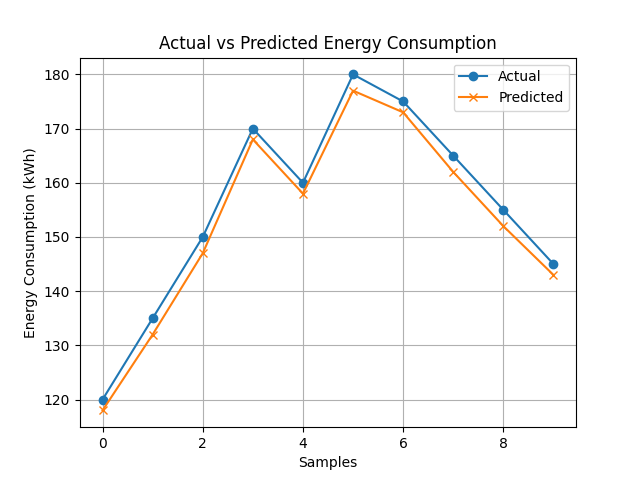 Actual vs Predicted Energy Consumption
Actual
Predicted
Energy Consumption (kWh)
180
170
160
150
140
130
120
0 2 4 6 8
Samples